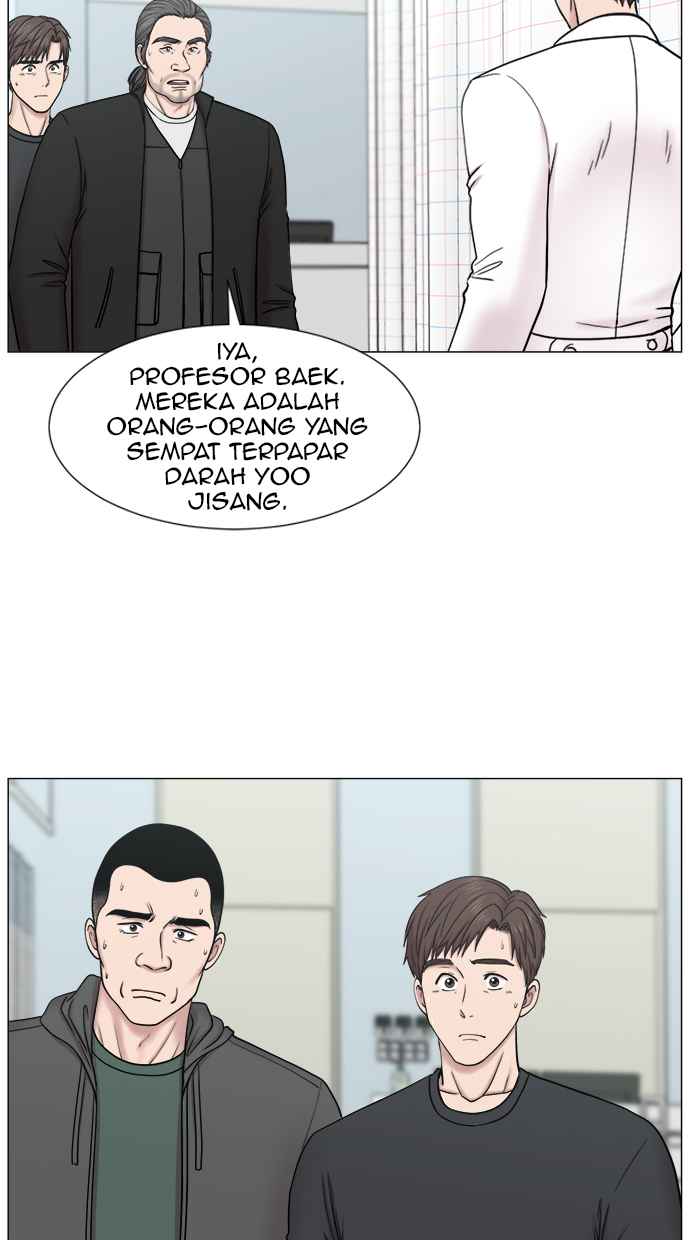 IYA,
PROFESOR BAEK.
MEREKA ADALAH
ORANG-ORANG YANG
SEMPAT TERPAPAR
DARAH YOO
JISANG.